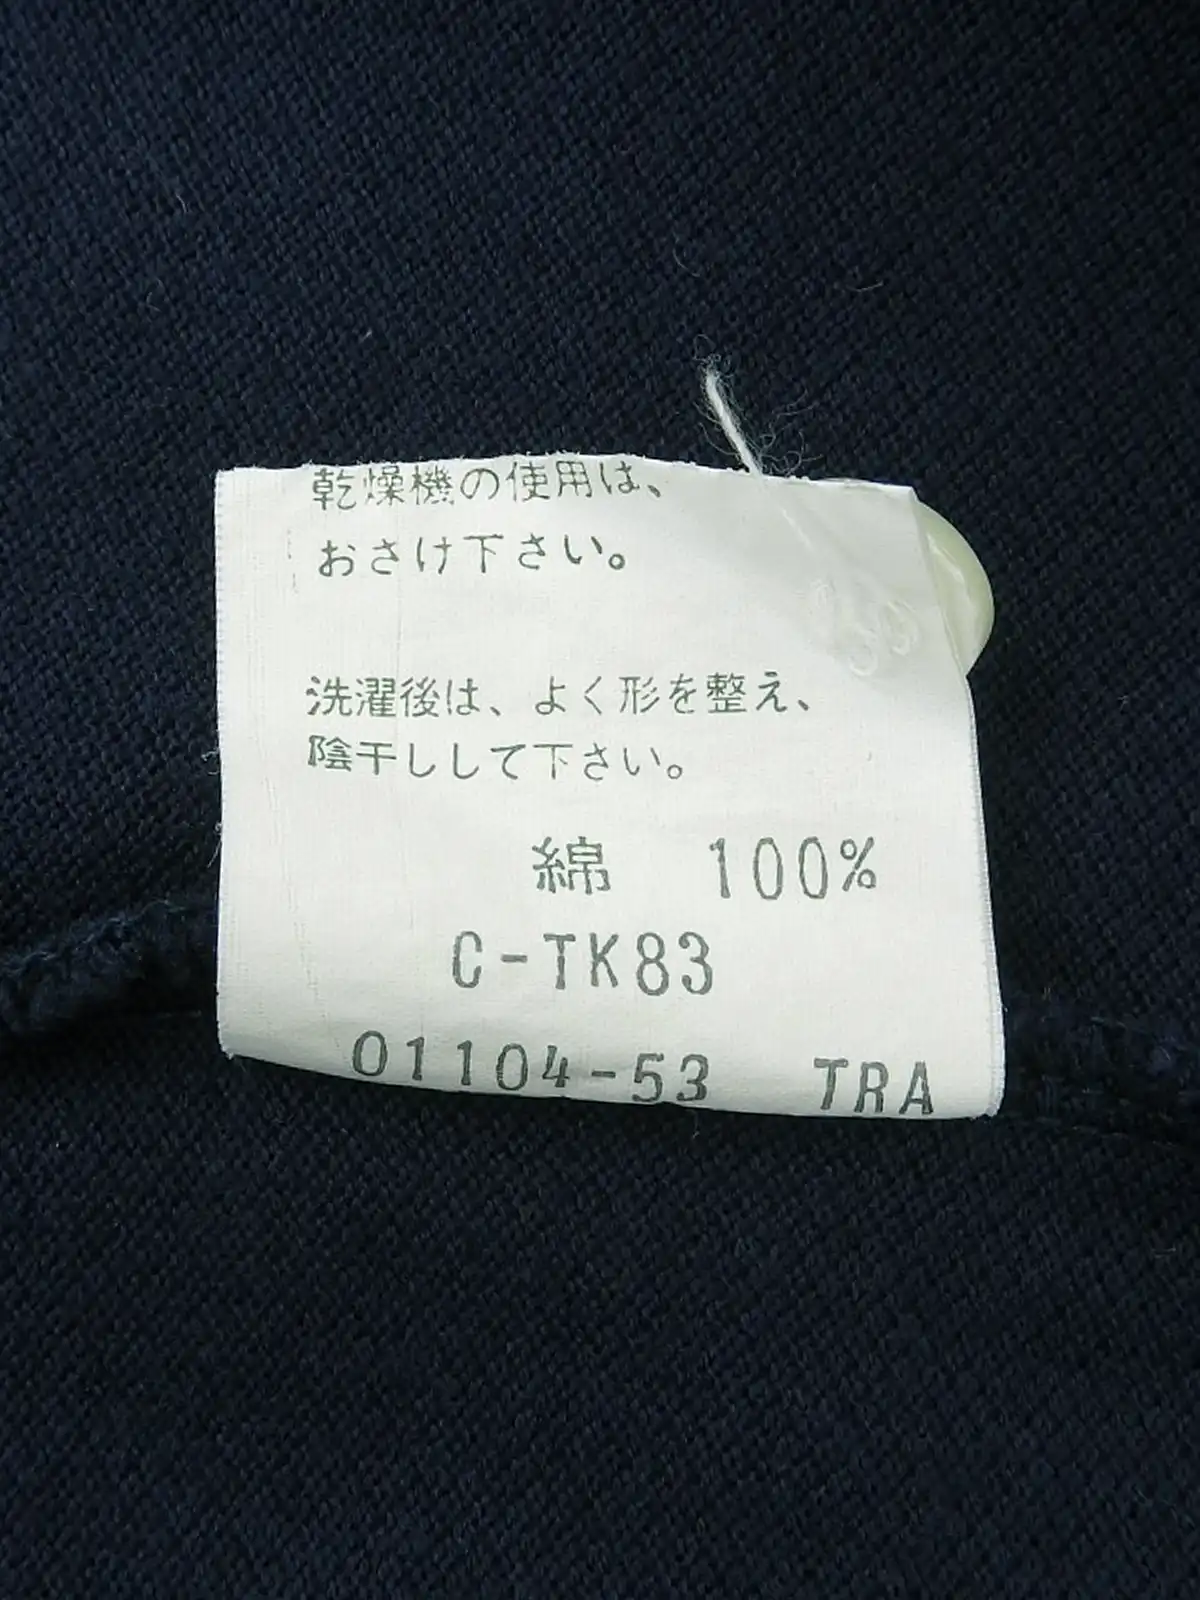 乾燥機の使用は、
おさけ下さい。
洗濯後は、よく形を整え、
陰干しして下さい。
綿 100%
C-TK83
01104-53 TRA